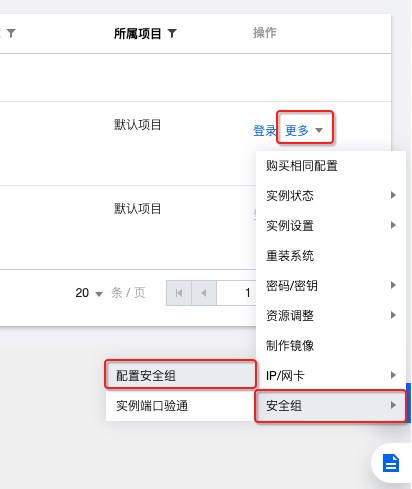 所属项目 操作
默认项目 登录 更多
购买相同配置
实例状态
默认项目
实例设置
重装系统
20 条 / 页 1
密码/密钥
资源调整
制作镜像
IP/网卡
配置安全组
安全组
实例端口验通